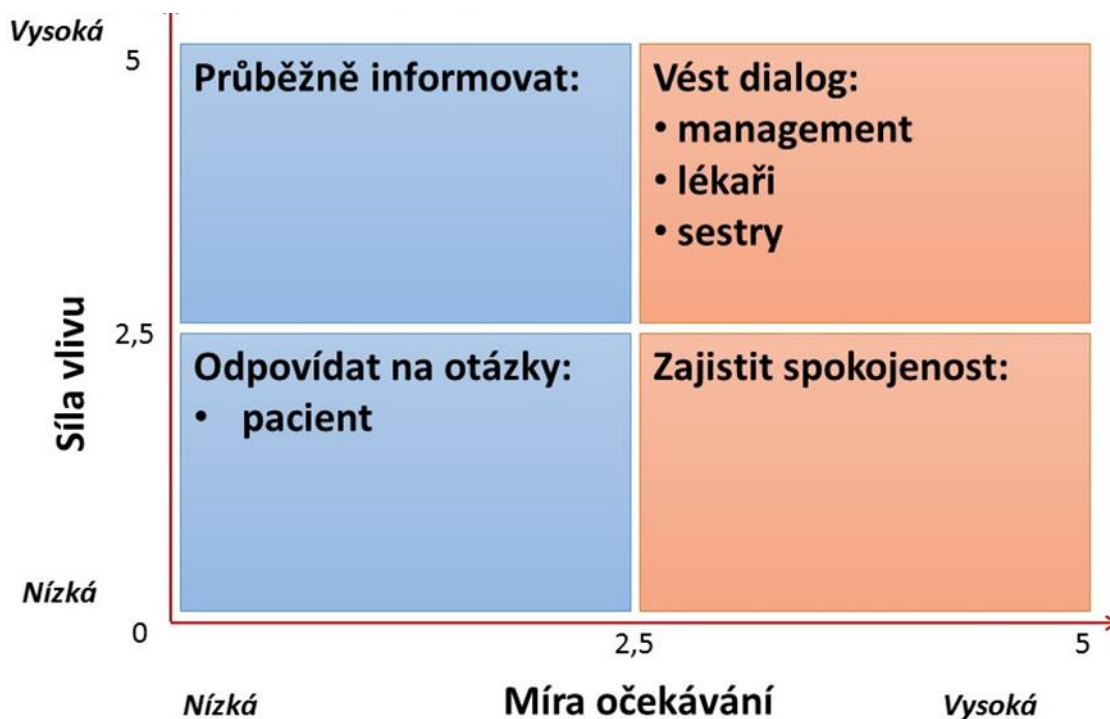 Vysoká
5
Průběžně informovat:
Vést dialog:
• management
• lékaři
• sestry
Síla vlivu
2,5
Odpovídat na otázky:
• pacient
Zajistit spokojenost:
Nízká
0
2,5
5
Nízká
Míra očekávání
Vysoká